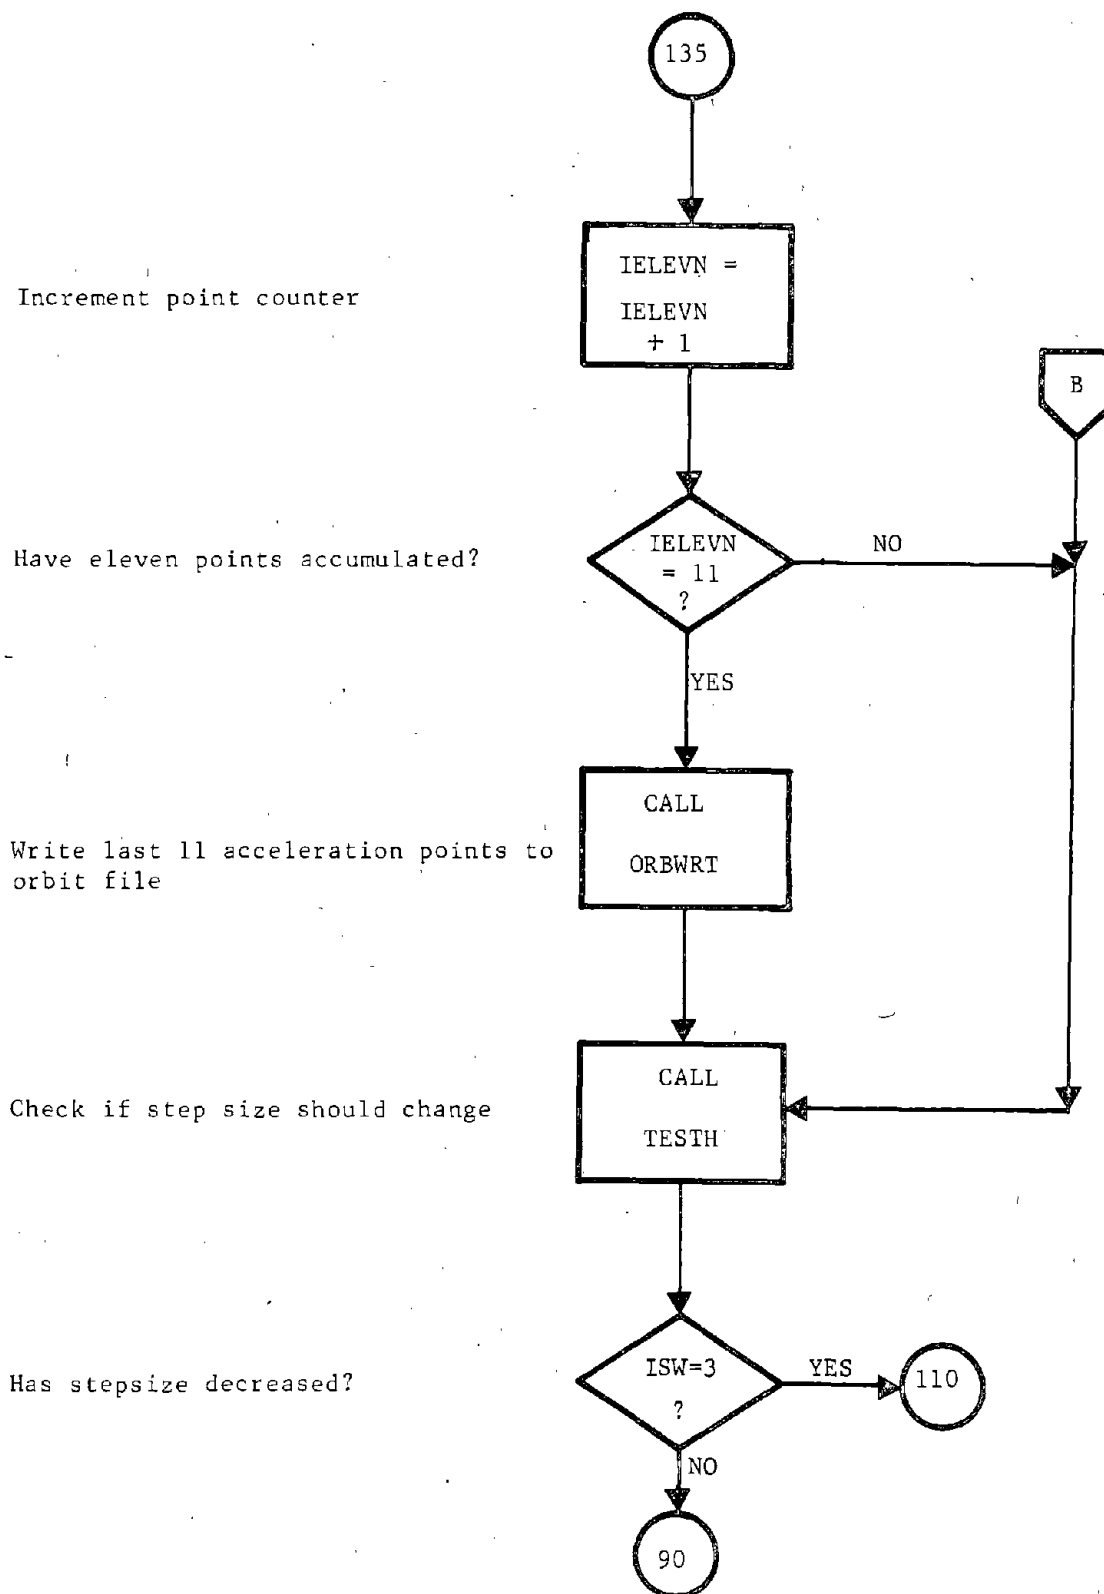 135
Increment point counter
IELEVN =
IELEVN
+ 1
B
Have eleven points accumulated?
IELEVN
= 11
?
NO
YES
Write last 11 acceleration points to
orbit file
CALL
ORBWRT
Check if step size should change
CALL
TESTH
Has stepsize decreased?
ISW=3
?
YES
110
NO
90